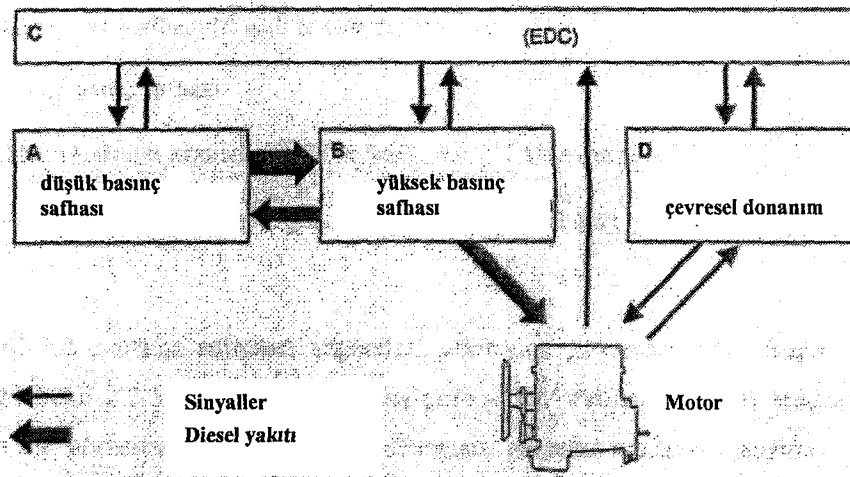 C
(EDC)
A
düşük basınç
safhası
B
yüksek basınç
safhası
D
çevresel donanım
Sinyaller
Diesel yakıtı
Motor